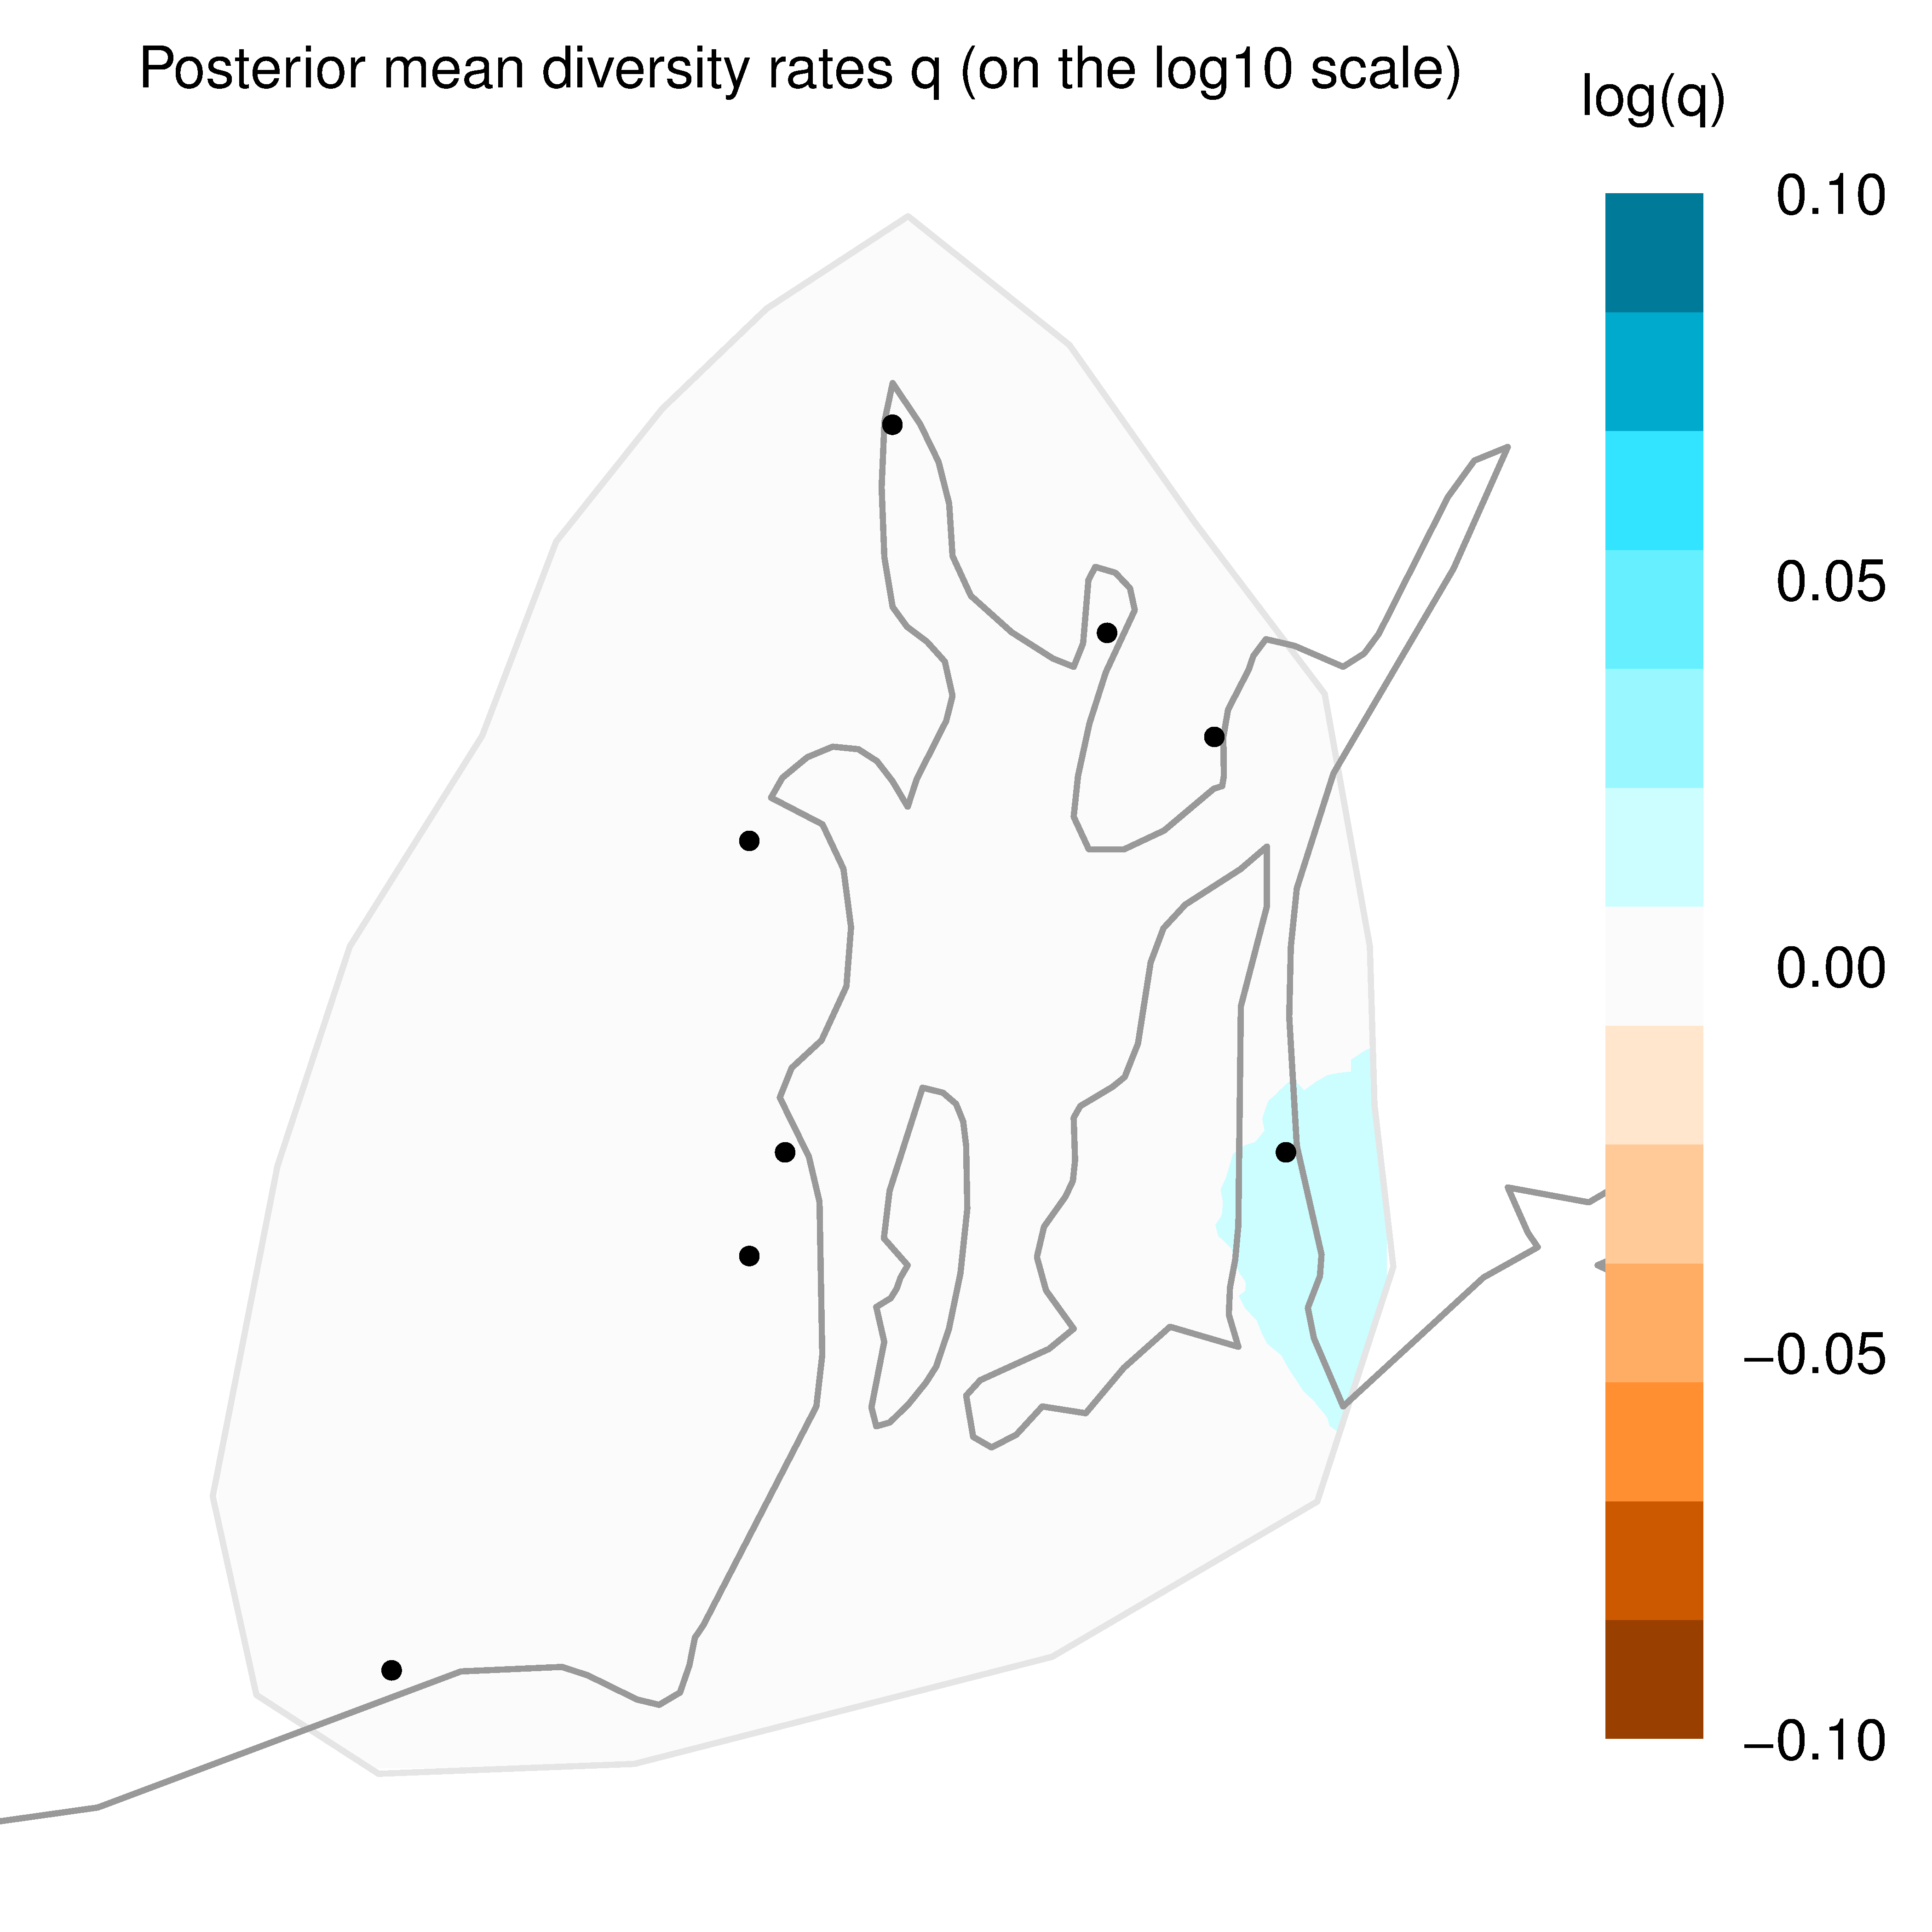 Posterior mean diversity rates q (on the log10 scale)
log(q)
0.10
0.05
0.00
−0.05
−0.10